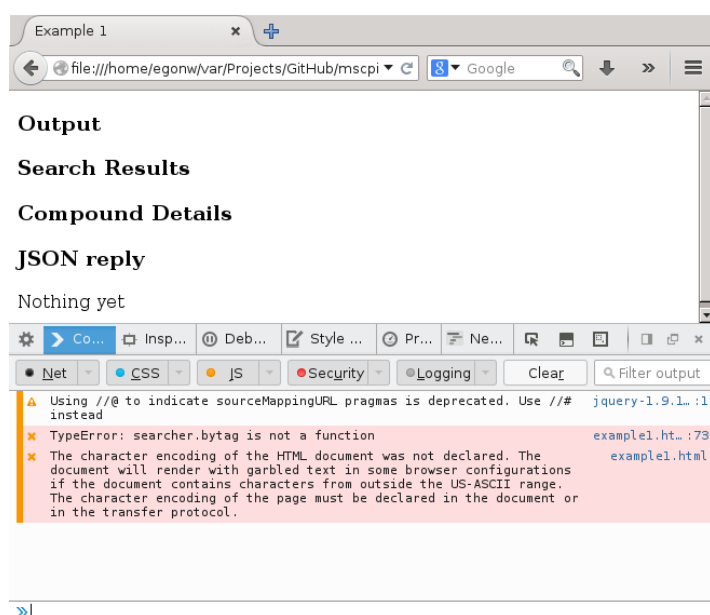 Example 1
file:///home/egonw/var/Projects/GitHub/mscpi
Google
Output
Search Results
Compound Details
JSON reply
Nothing yet
Co... Insp... Deb... Style ... Pr... Ne...
Net CSS JS Security Logging Clear Filter output
Using //@ to indicate sourceMappingURL pragmas is deprecated. Use //# jquery-1.9.1…:1
instead
TypeError: searcher.bytag is not a function example1.ht…:73
The character encoding of the HTML document was not declared. The example1.html
document will render with garbled text in some browser configurations
if the document contains characters from outside the US-ASCII range.
The character encoding of the page must be declared in the document or
in the transfer protocol.